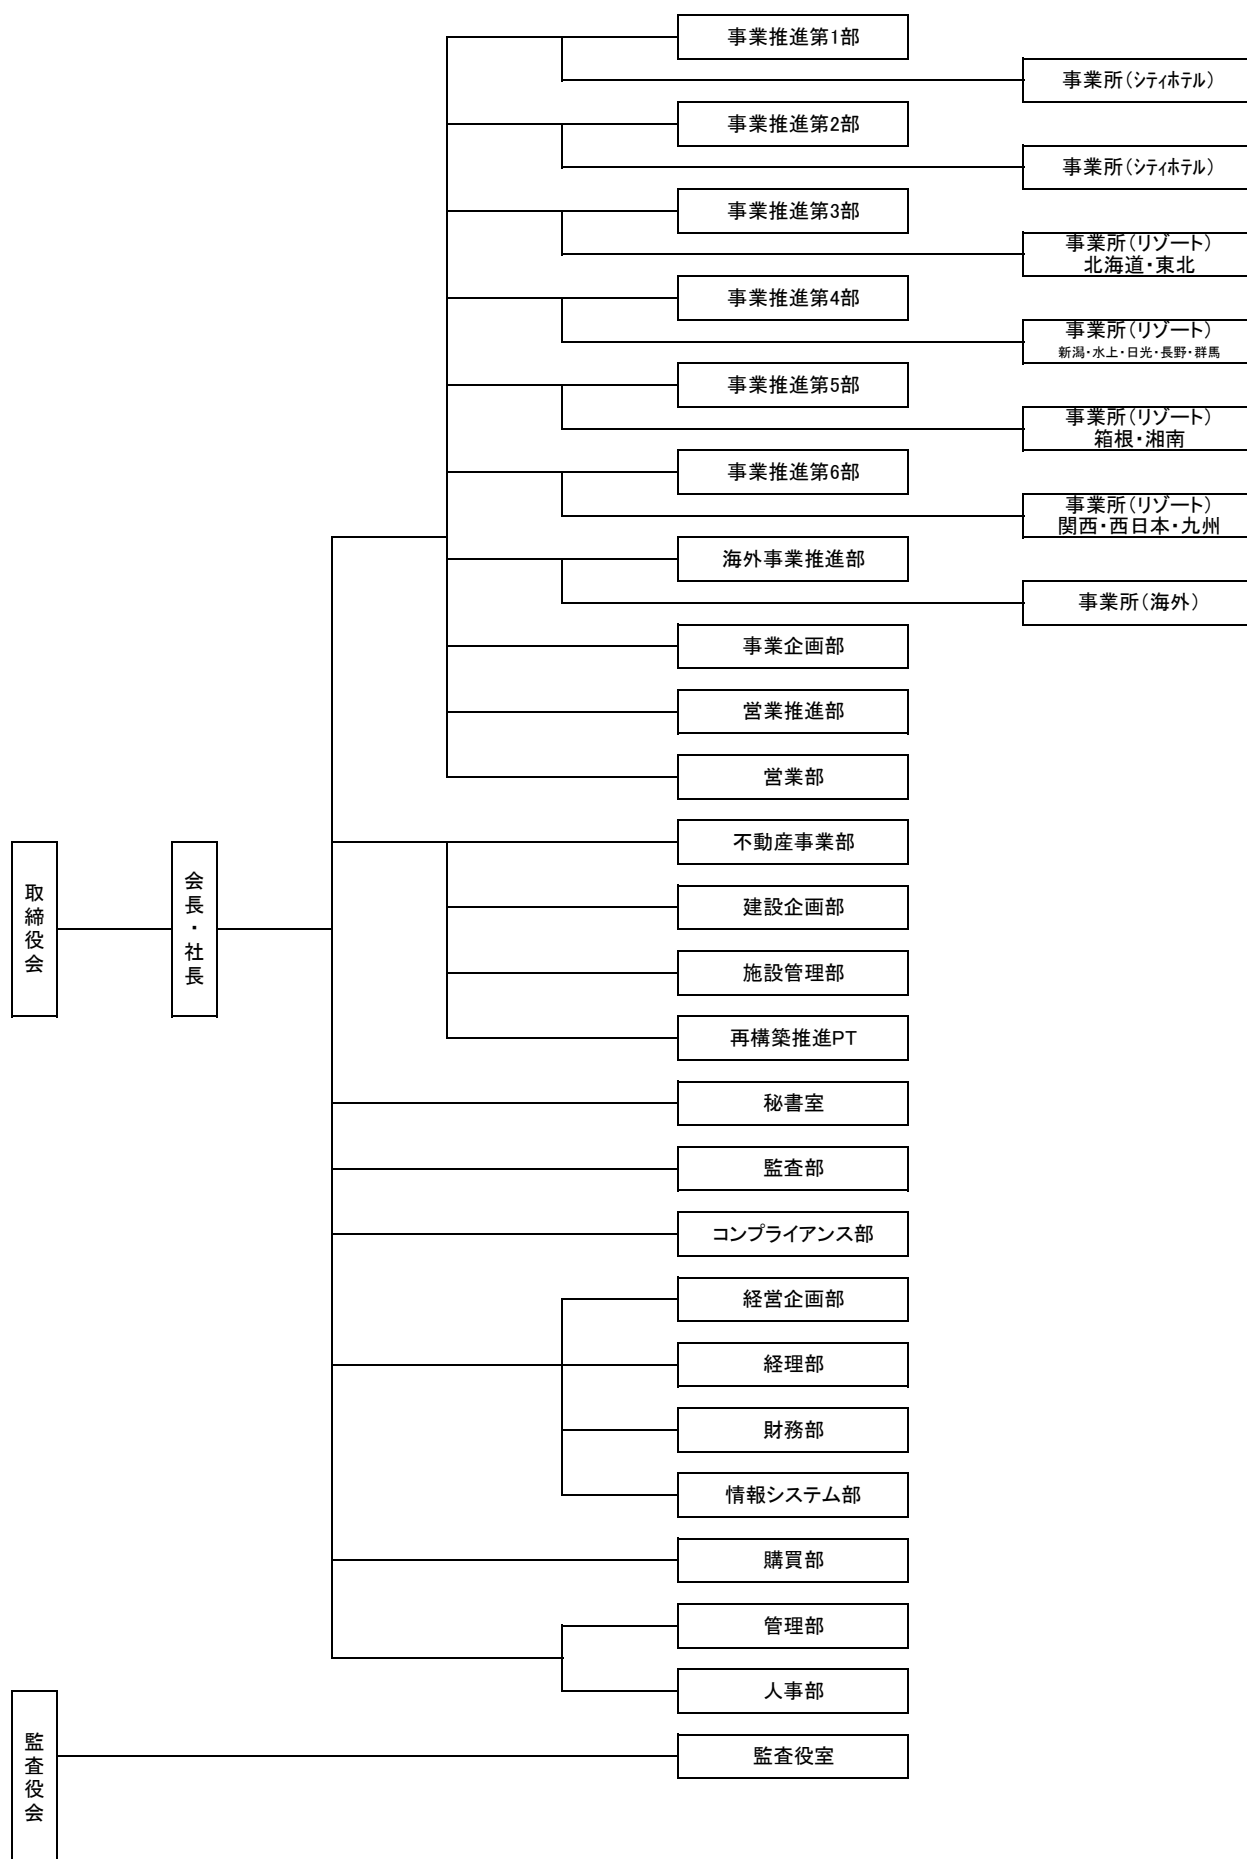 事業推進第1部
事業所(シティホテル)
事業推進第2部
事業所(シティホテル)
事業推進第3部
事業所(リゾート)
北海道・東北
事業推進第4部
事業所(リゾート)
新潟・水上・日光・長野・群馬
事業推進第5部
事業所(リゾート)
箱根・湘南
事業推進第6部
事業所(リゾート)
関西・西日本・九州
海外事業推進部
事業所(海外)
事業企画部
営業推進部
営業部
不動産事業部
取締役会
会長・社長
建設企画部
施設管理部
再構築推進PT
秘書室
監査部
コンプライアンス部
経営企画部
経理部
財務部
情報システム部
購買部
管理部
人事部
監査役会
監査役室